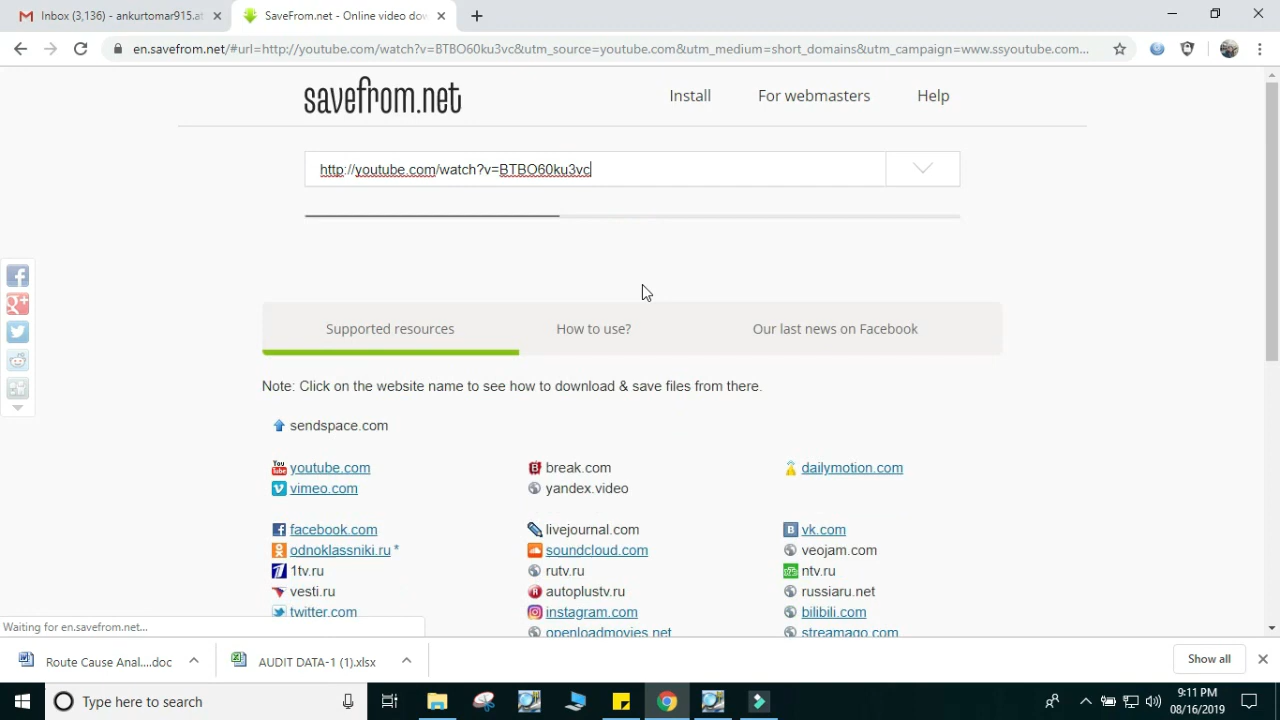 Inbox (3,136) - ankurtomar915.at
SaveFrom.net - Online video dow
en.savefrom.net/#url=http://youtube.com/watch?v=BTBO60ku3vc&utm_source=youtube.com&utm_medium=short_domains&utm_campaign=www.ssyoutube.com...
savefrom.net
Install
For webmasters
Help
http://youtube.com/watch?v=BTBO60ku3vc
Supported resources
How to use?
Our last news on Facebook
Note: Click on the website name to see how to download & save files from there.
sendspace.com
youtube.com
break.com
dailymotion.com
vimeo.com
yandex.video
facebook.com
livejournal.com
vk.com
odnoklassniki.ru *
soundcloud.com
veojam.com
1tv.ru
rutv.ru
ntv.ru
vesti.ru
autoplustv.ru
russiaru.net
twitter.com
instagram.com
bilibili.com
openloadmovies.net
streamago.com
Waiting for en.savefrom.net...
Route Cause Anal....doc
AUDIT DATA-1 (1).xlsx
Show all
Type here to search
9:11 PM
08/16/2019